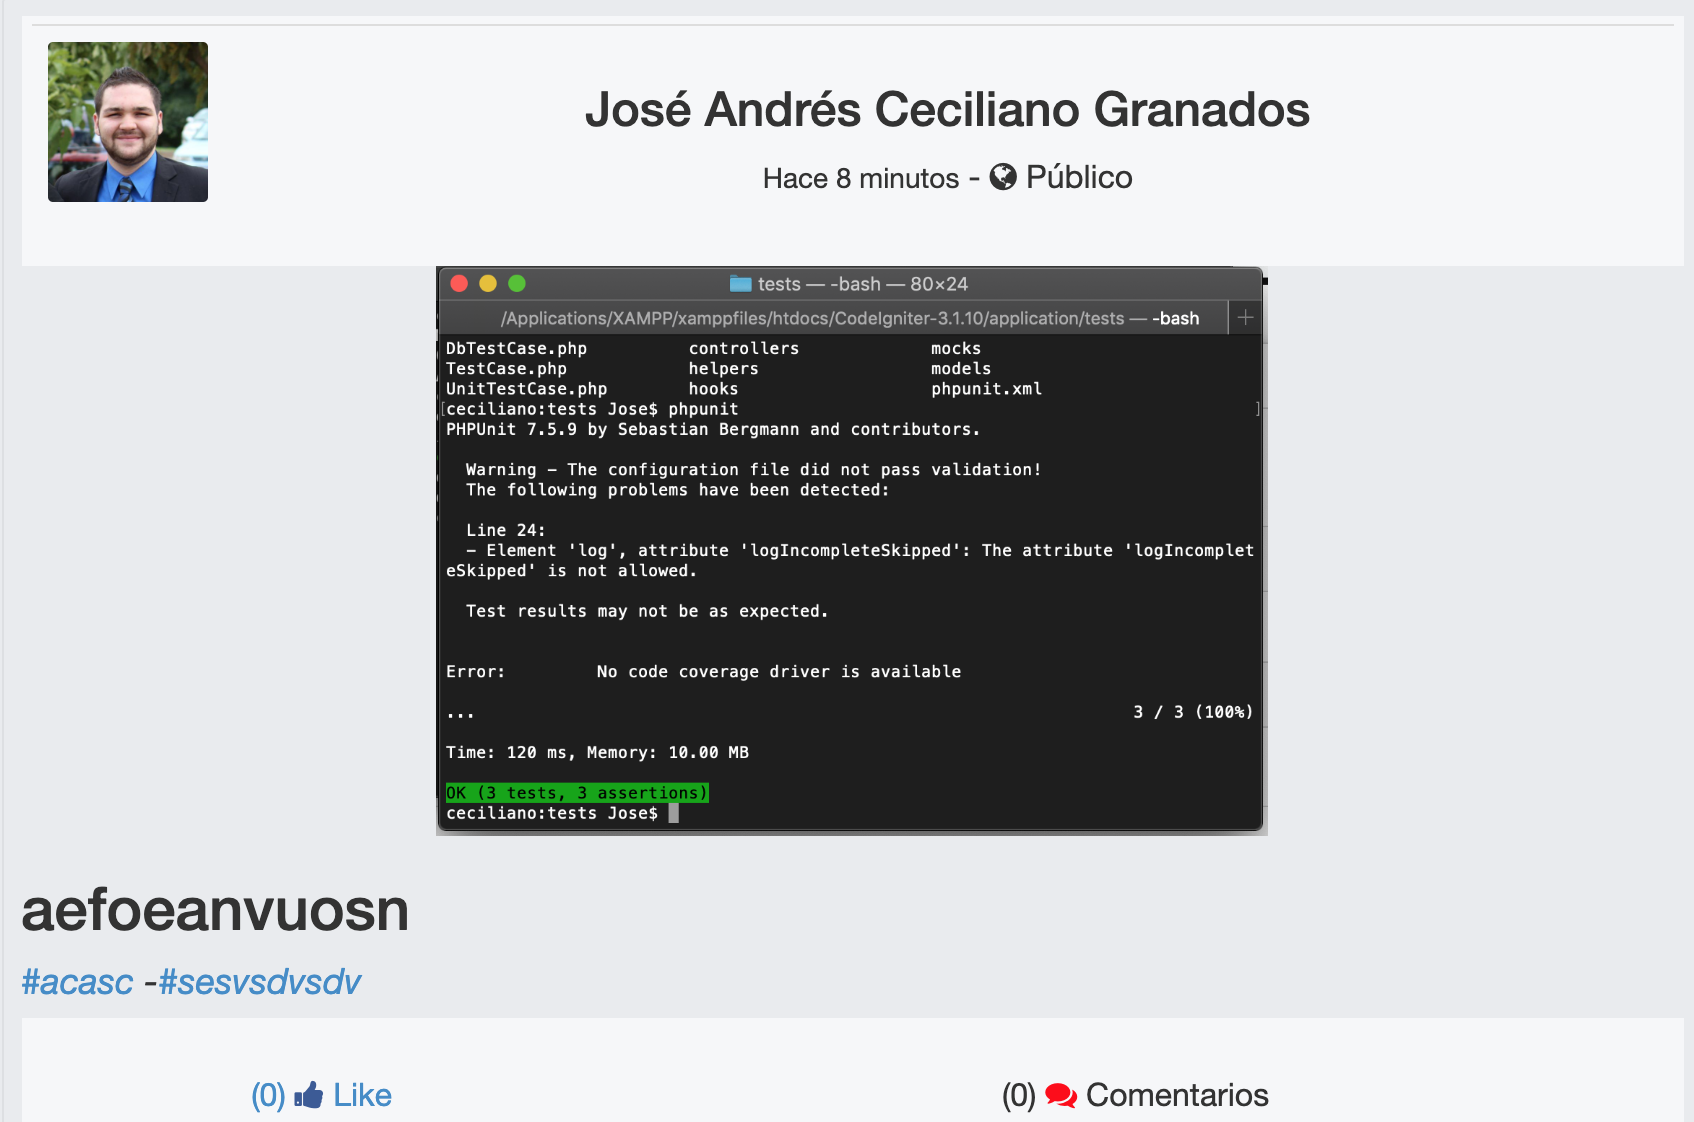 José Andrés Ceciliano Granados
Hace 8 minutos - Público
tests — -bash — 80×24
/Applications/XAMPP/xamppfiles/htdocs/CodeIgniter-3.1.10/application/tests — -bash +
DbTestCase.php controllers mocks
TestCase.php helpers models
UnitTestCase.php hooks phpunit.xml
[ceciliano:tests Jose$ phpunit ]
PHPUnit 7.5.9 by Sebastian Bergmann and contributors.
Warning - The configuration file did not pass validation!
The following problems have been detected:
Line 24:
- Element 'log', attribute 'logIncompleteSkipped': The attribute 'logIncomplet
eSkipped' is not allowed.
Test results may not be as expected.
Error: No code coverage driver is available
... 3 / 3 (100%)
Time: 120 ms, Memory: 10.00 MB
OK (3 tests, 3 assertions)
ceciliano:tests Jose$
aefoeanvuosn
#acasc -#sesvsdvsdv
(0) Like (0) Comentarios